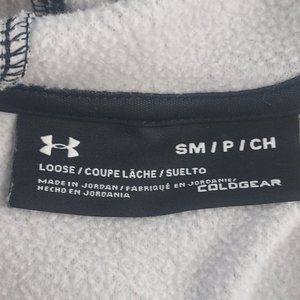 SM / P / CH
LOOSE / COUPE LÂCHE / SUELTO
MADE IN JORDAN / FABRIQUÉ EN JORDANIE /
HECHO EN JORDANIA
COLDGEAR